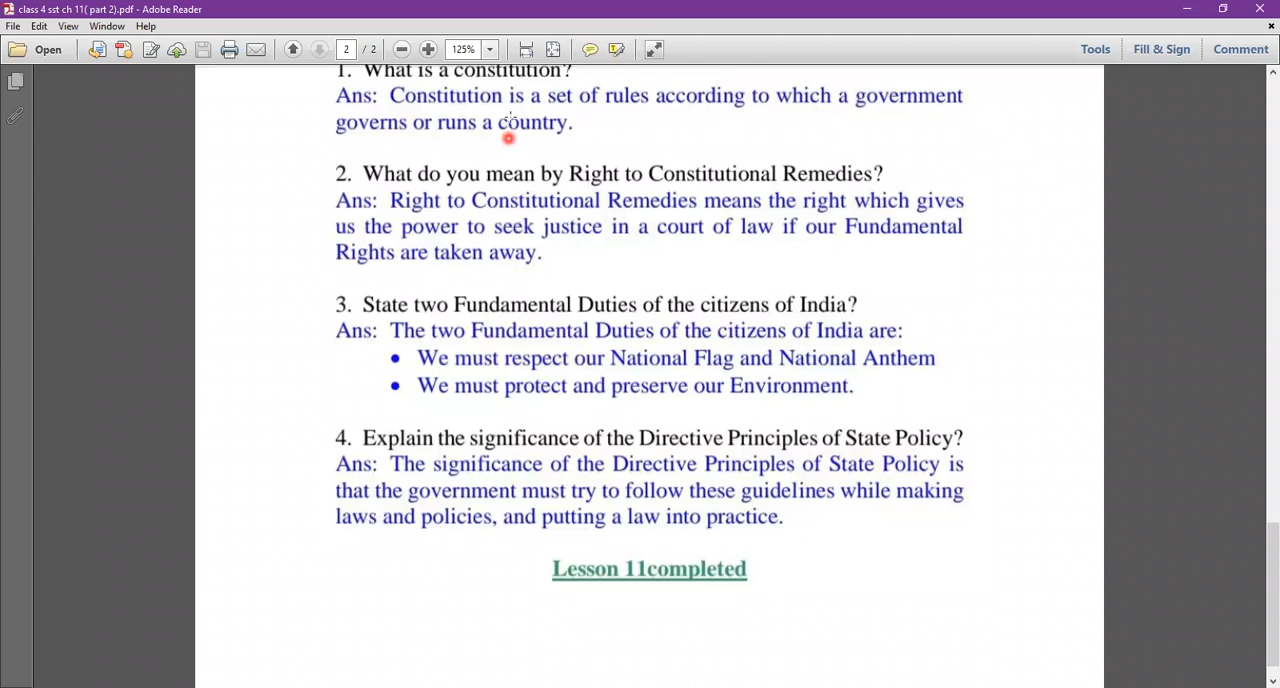 class 4 sst ch 11( part 2).pdf - Adobe Reader
File Edit View Window Help
Open 2 / 2 125% Tools Fill & Sign Comment
1. What is a constitution?
Ans: Constitution is a set of rules according to which a government
governs or runs a country.
2. What do you mean by Right to Constitutional Remedies?
Ans: Right to Constitutional Remedies means the right which gives
us the power to seek justice in a court of law if our Fundamental
Rights are taken away.
3. State two Fundamental Duties of the citizens of India?
Ans: The two Fundamental Duties of the citizens of India are:
• We must respect our National Flag and National Anthem
• We must protect and preserve our Environment.
4. Explain the significance of the Directive Principles of State Policy?
Ans: The significance of the Directive Principles of State Policy is
that the government must try to follow these guidelines while making
laws and policies, and putting a law into practice.
Lesson 11completed